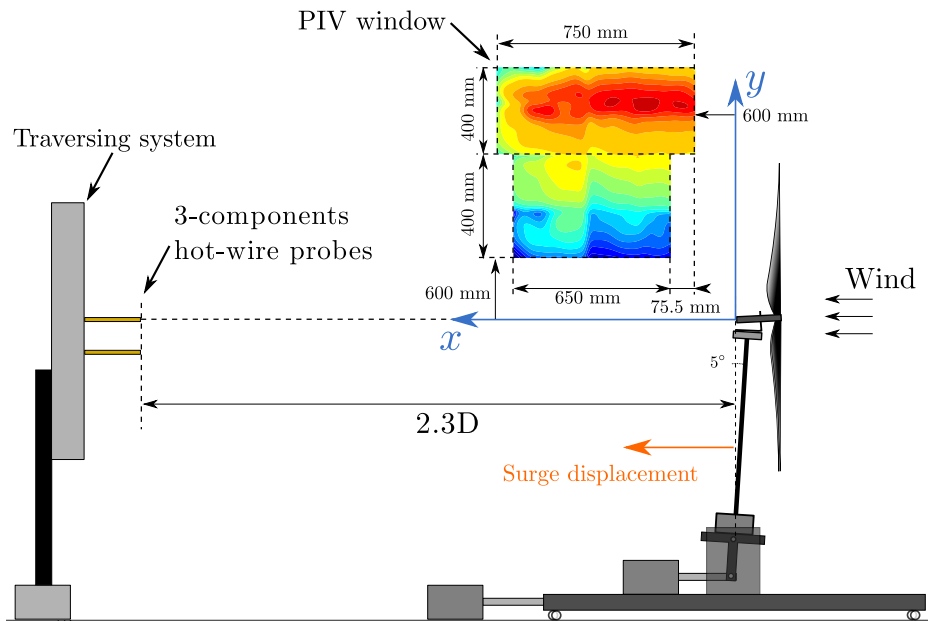 PIV window
750 mm
y
400 mm
600 mm
Traversing system
3-components
hot-wire probes
400 mm
Wind
600 mm
650 mm
75.5 mm
x
5°
2.3D
Surge displacement